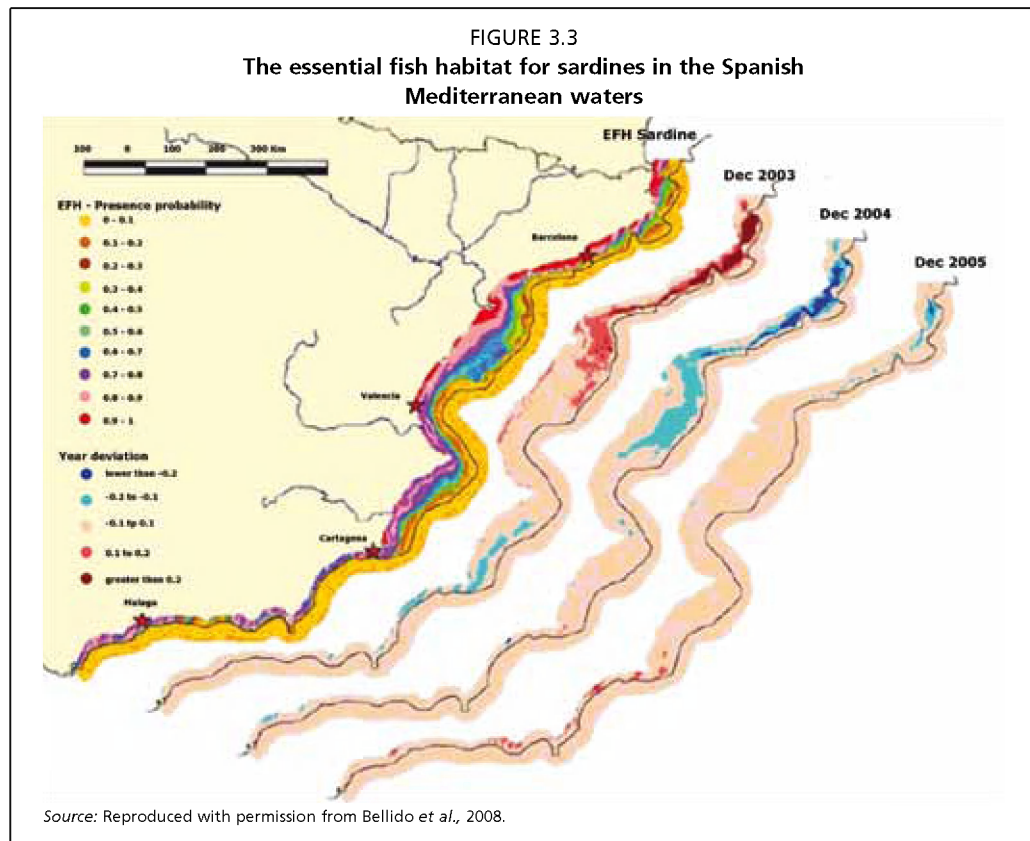 FIGURE 3.3
The essential fish habitat for sardines in the Spanish
Mediterranean waters
EFH Sardine
Dec 2003
Dec 2004
Dec 2005
100 0 100 200 300 Km
EFH - Presence probability
0 - 0.1
0.1 - 0.2
0.2 - 0.3
0.3 - 0.4
0.4 - 0.5
0.5 - 0.6
0.6 - 0.7
0.7 - 0.8
0.8 - 0.9
0.9 - 1
Barcelona
Valencia
Cartagena
Malaga
Year deviation
lower than -0.2
-0.2 to -0.1
-0.1 tp 0.1
0.1 to 0.2
greater than 0.2
Source: Reproduced with permission from Bellido et al., 2008.